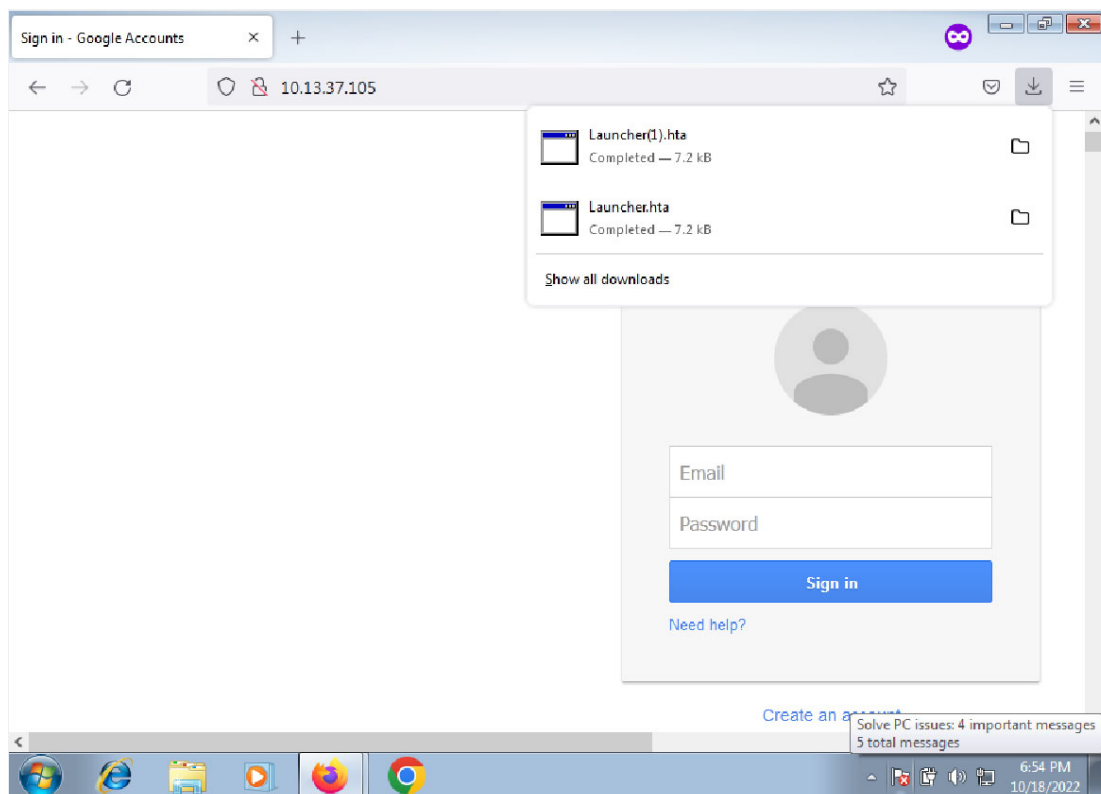 Sign in - Google Accounts
10.13.37.105
Launcher(1).hta
Completed — 7.2 kB
Launcher.hta
Completed — 7.2 kB
Show all downloads
Email
Password
Sign in
Need help?
Create an
Solve PC issues: 4 important messages
5 total messages
6:54 PM
10/18/2022